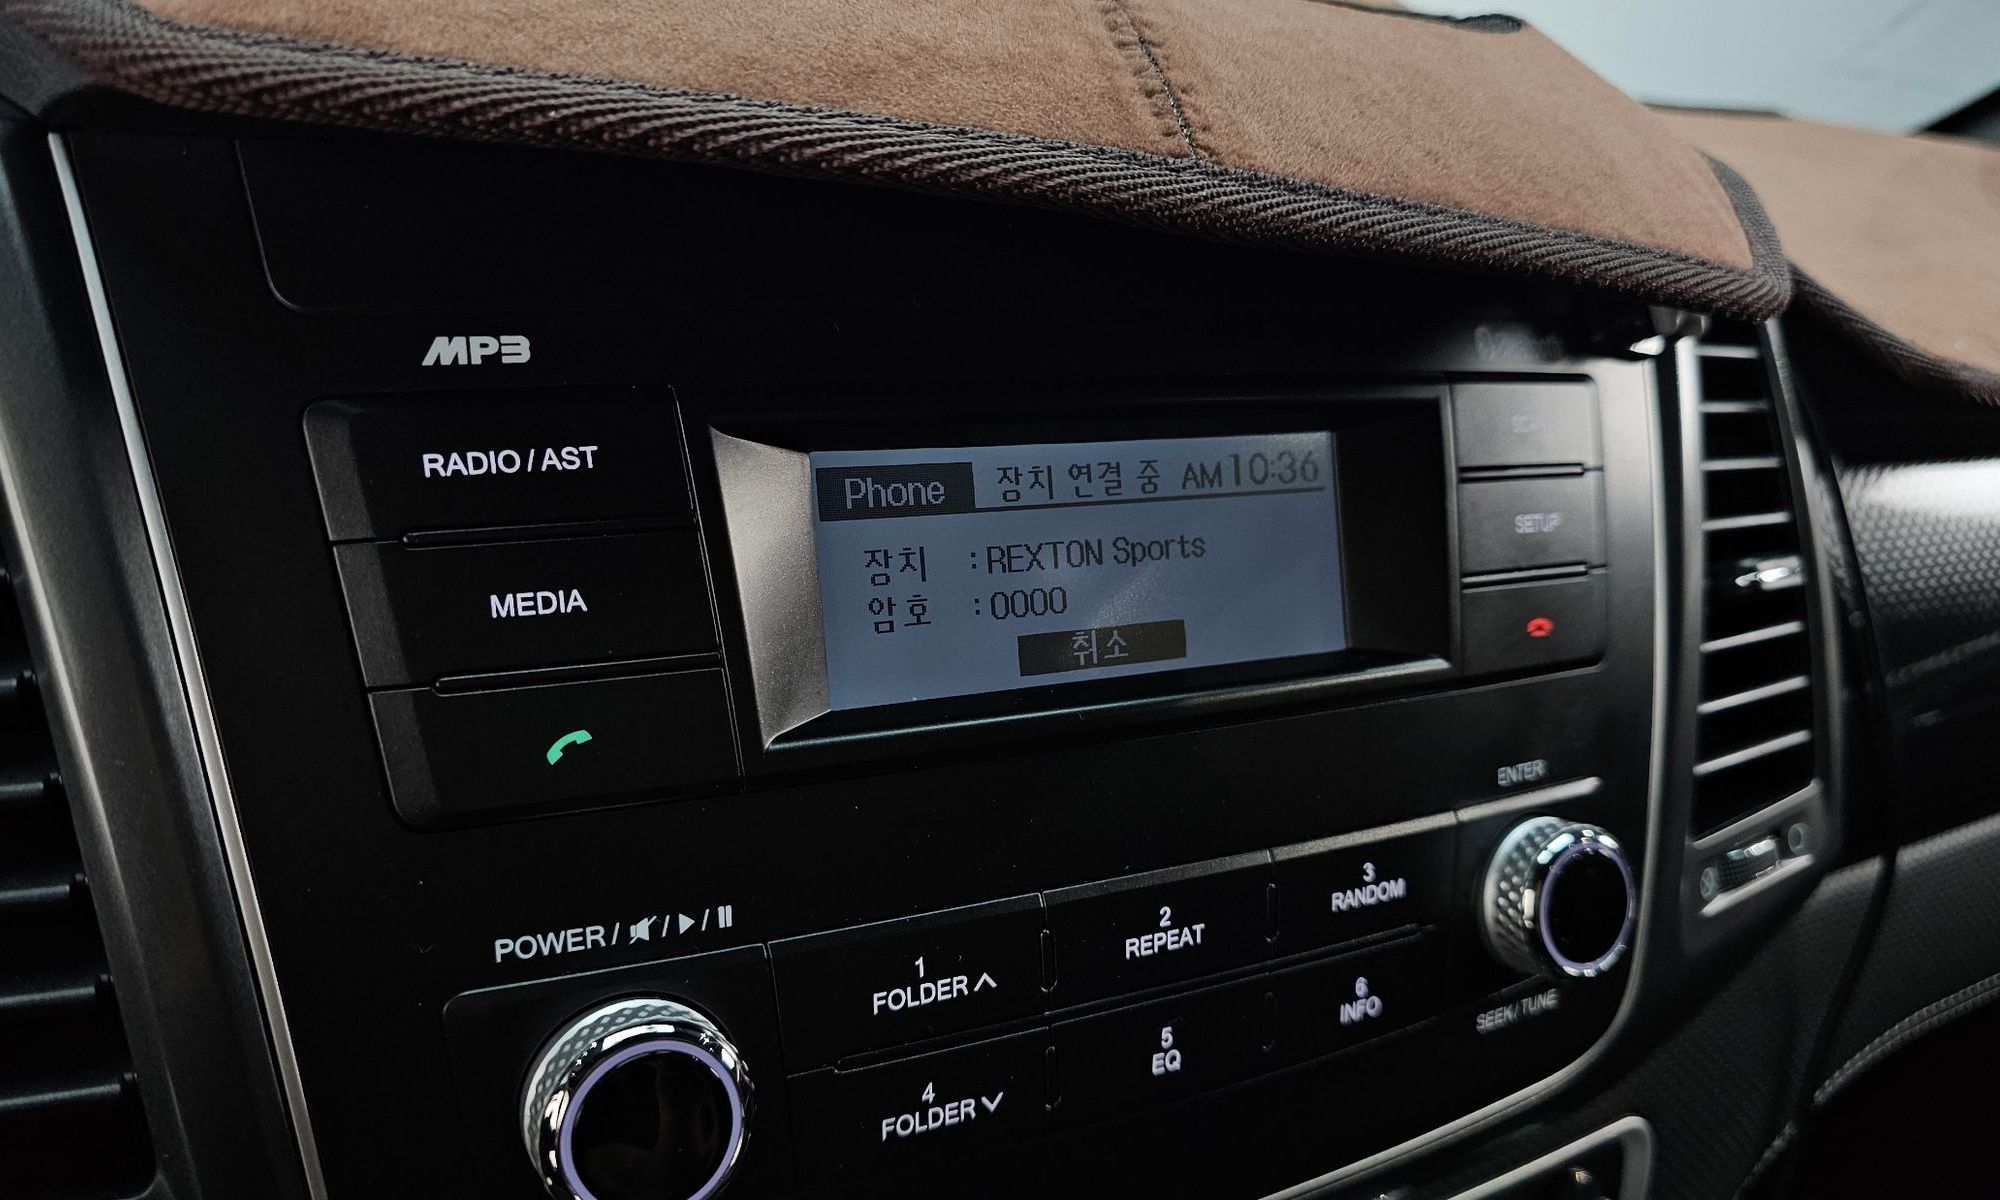 MP3
RADIO / AST
MEDIA
Phone 장치 연결 중 AM 10:36
장치 : REXTON Sports
암호 : 0000
취소
SETUP
ENTER
POWER /
1
FOLDER
2
REPEAT
3
RANDOM
4
FOLDER
5
EQ
6
INFO
SEEK / TUNE